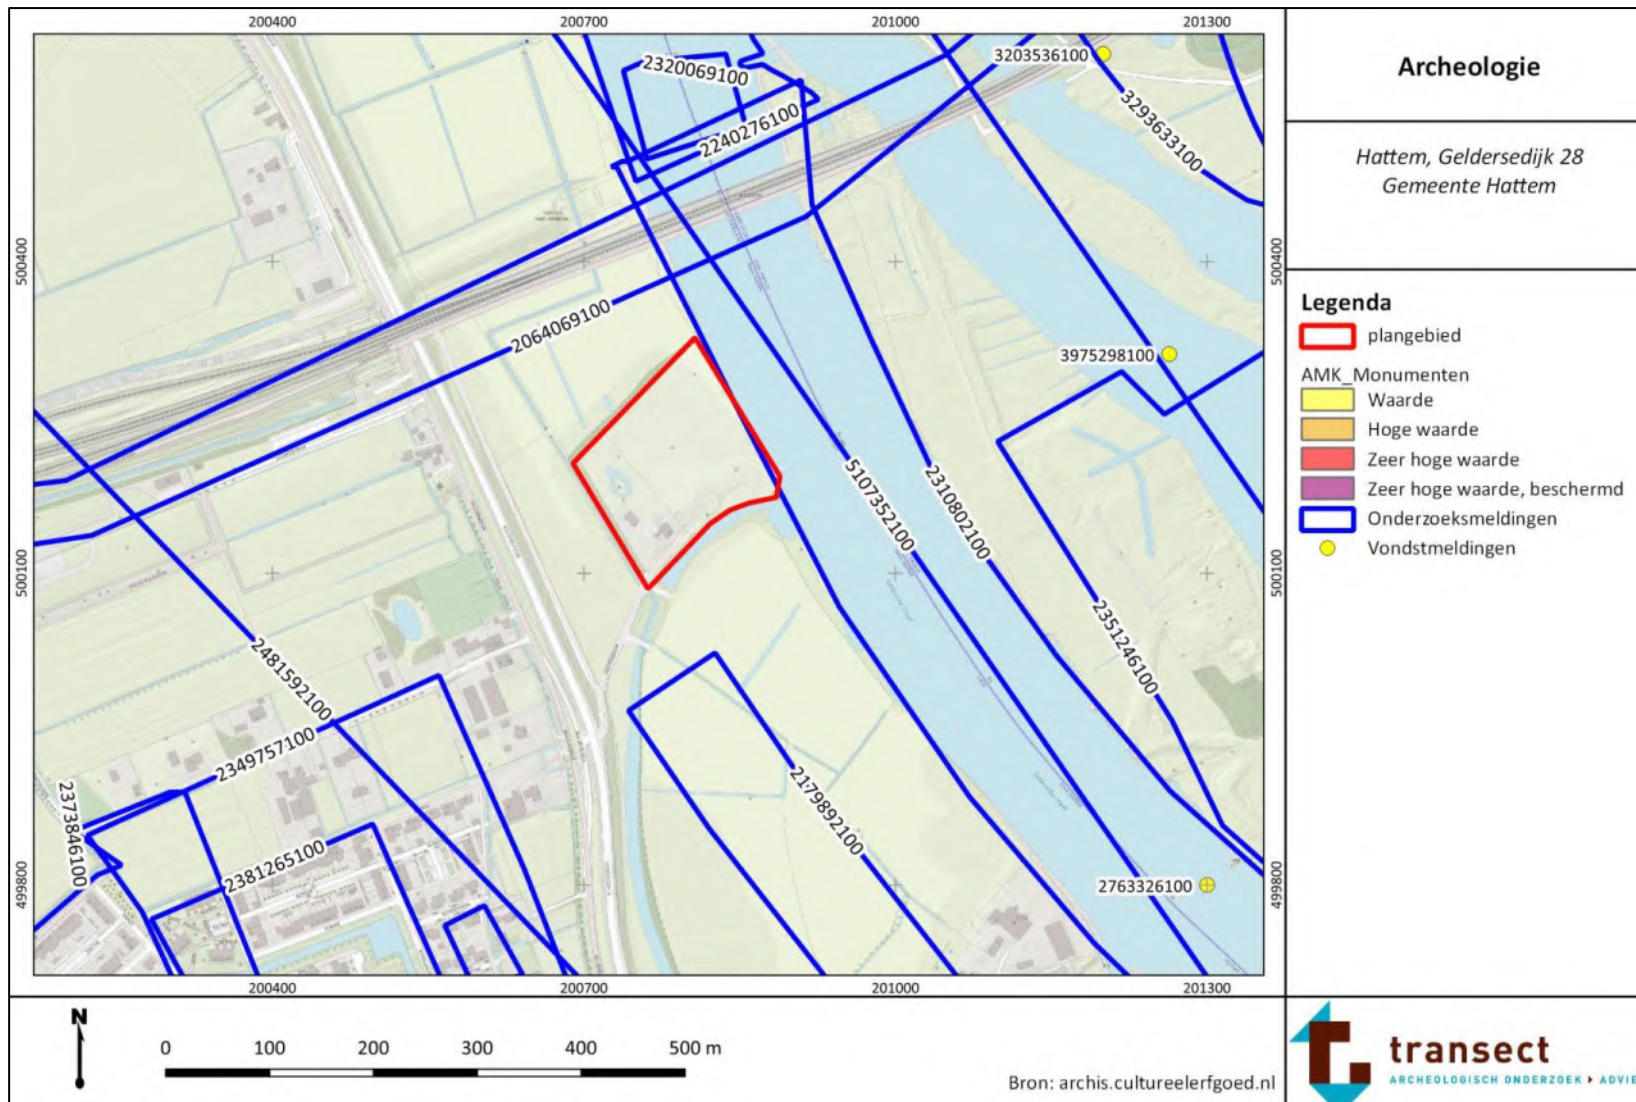 200400
200700
201000
201300
500400
500100
499800
500400
500100
499800
200400
200700
201000
201300
3203536100
2320069100
2240276100
3293633100
2064069100
3975298100
5107352100
2310802100
2351246100
2481592100
2349757100
2373846100
2381265100
2179892100
2763326100
Archeologie
Hattem, Geldersedijk 28
Gemeente Hattem
Legenda
plangebied
AMK_Monumenten
Waarde
Hoge waarde
Zeer hoge waarde
Zeer hoge waarde, beschermd
Onderzoeksmeldingen
Vondstmeldingen
N
0 100 200 300 400 500 m
Bron: archis.cultureelerfgoed.nl
transect
ARCHEOLOGISCH ONDERZOEK ADVIE